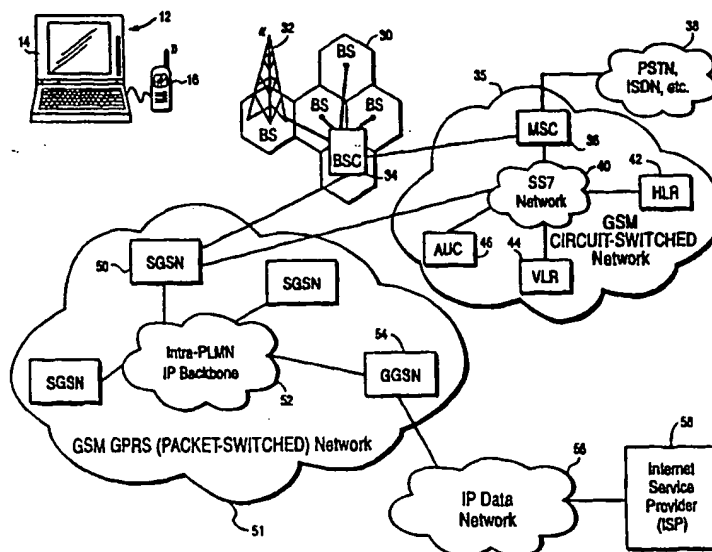 12
14
16
32
30
BS
BS
BS
BS
BSC
34
35
38
PSTN,
ISDN, etc.
MSC
36
40
42
SS7
Network
HLR
GSM
CIRCUIT-SWITCHED
Network
AUC
46
44
VLR
50
SGSN
SGSN
SGSN
Intra-PLMN
IP Backbone
52
54
GGSN
GSM GPRS (PACKET-SWITCHED) Network
51
56
IP Data
Network
58
Internet
Service
Provider
(ISP)